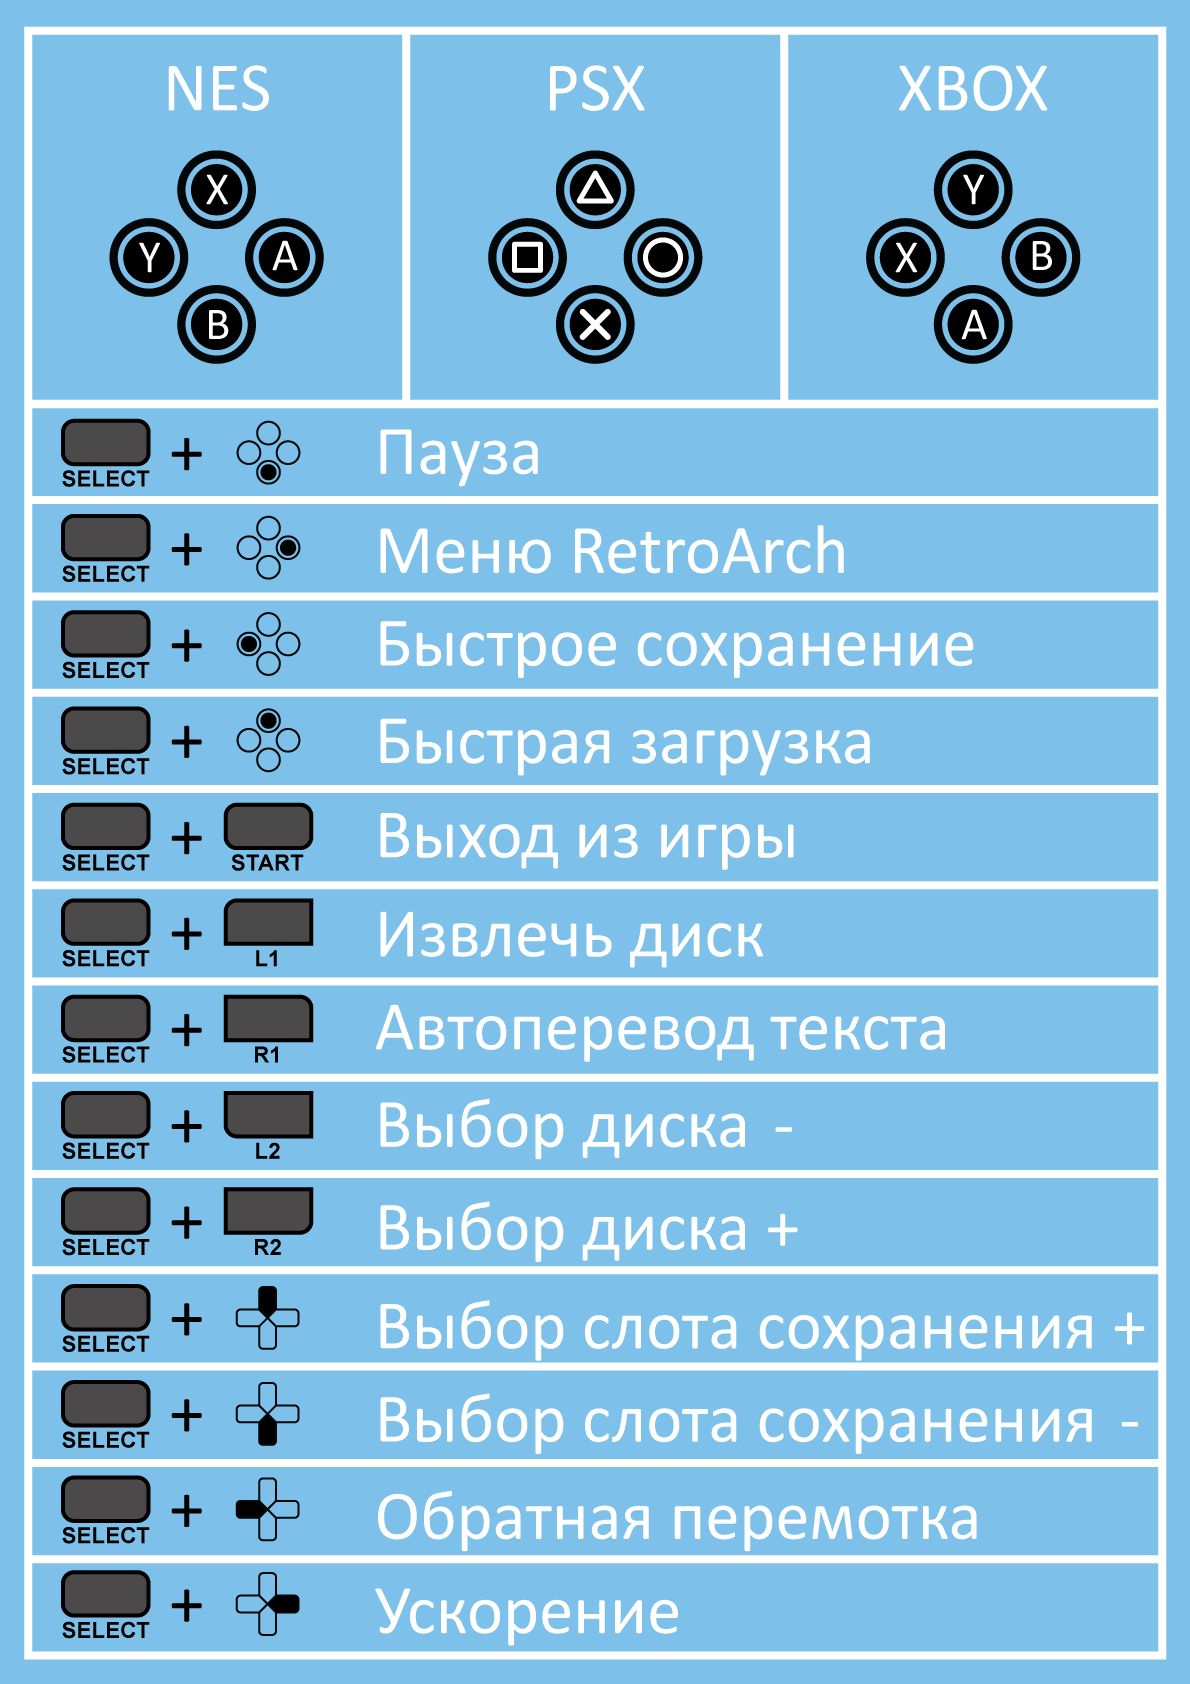 NES PSX XBOX
X Y
Y A X B
B A
SELECT + Пауза
SELECT + Меню RetroArch
SELECT + Быстрое сохранение
SELECT + Быстрая загрузка
SELECT + START Выход из игры
SELECT + L1 Извлечь диск
SELECT + R1 Автоперевод текста
SELECT + L2 Выбор диска -
SELECT + R2 Выбор диска +
SELECT + Выбор слота сохранения +
SELECT + Выбор слота сохранения -
SELECT + Обратная перемотка
SELECT + Ускорение